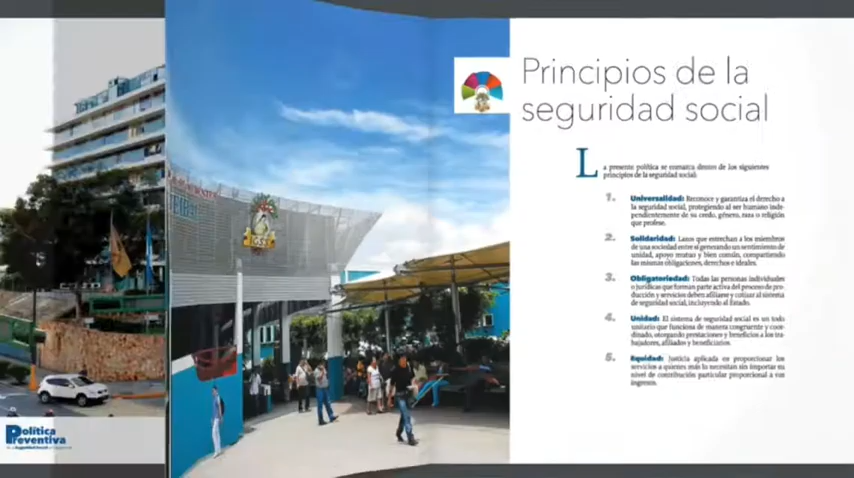 Principios de la
seguridad social
La presente política se enmarca dentro de los siguientes
principios de la seguridad social:
1. Universalidad: Reconoce y garantiza el derecho a
la seguridad social, protegiendo al ser humano inde-
pendientemente de su credo, género, raza o religión
que profese.
2. Solidaridad: Lazos que estrechan a los miembros
de una sociedad entre sí generando un sentimiento de
unidad, apoyo mutuo y bien común, compartiendo
las mismas obligaciones, derechos e ideales.
3. Obligatoriedad: Todas las personas individuales
o jurídicas que forman parte activa del proceso de pro-
ducción y servicios deben afiliarse y cotizar al sistema
de seguridad social, incluyendo al Estado.
4. Unidad: El sistema de seguridad social es un todo
unitario que funciona de manera congruente y coor-
dinado, otorgando prestaciones y beneficios a los tra-
bajadores, afiliados y beneficiarios.
5. Equidad: Justicia aplicada en proporcionar los
servicios a quienes más lo necesitan sin importar su
nivel de contribución particular proporcional a sus
ingresos.
IGSS
Política
Preventiva